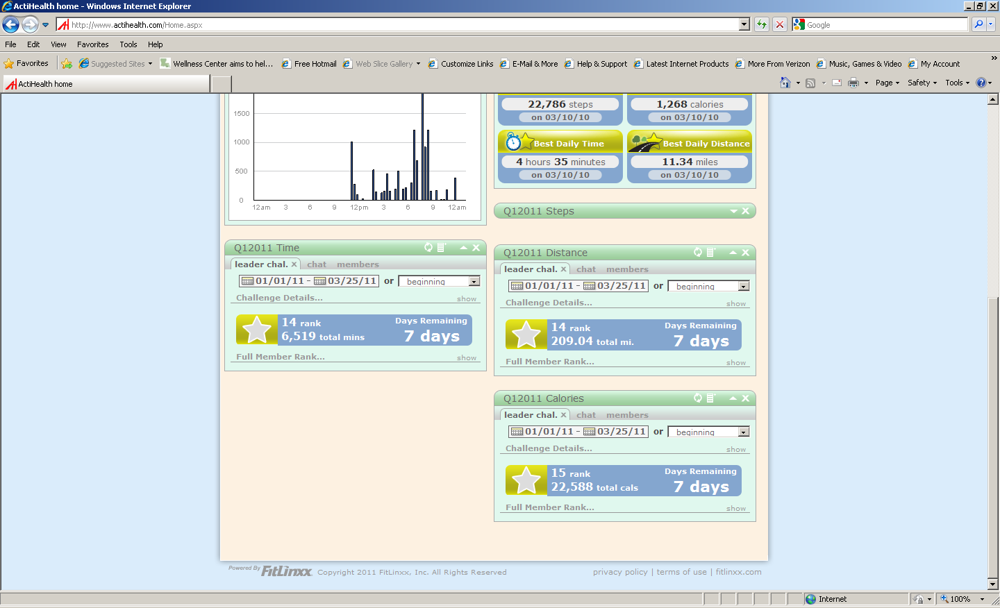 ActiHealth home - Windows Internet Explorer
http://www.actihealth.com/Home.aspx
Google
File Edit View Favorites Tools Help
Favorites Suggested Sites Wellness Center aims to hel... Free Hotmail Web Slice Gallery Customize Links E-Mail & More Help & Support Latest Internet Products More From Verizon Music, Games & Video My Account »
ActiHealth home
Page Safety Tools
1500
1000
500
0
12am 3 6 9 12pm 3 6 9 12am
22,786 steps
on 03/10/10
1,268 calories
on 03/10/10
Best Daily Time
4 hours 35 minutes
on 03/10/10
Best Daily Distance
11.34 miles
on 03/10/10
Q12011 Steps
Q12011 Time
leader chal. x chat members
01/01/11 - 03/25/11 or beginning
Challenge Details... show
14 rank
6,519 total mins
Days Remaining
7 days
Full Member Rank... show
Q12011 Distance
leader chal. x chat members
01/01/11 - 03/25/11 or beginning
Challenge Details... show
14 rank
209.04 total mi.
Days Remaining
7 days
Full Member Rank... show
Q12011 Calories
leader chal. x chat members
01/01/11 - 03/25/11 or beginning
Challenge Details... show
15 rank
22,588 total cals
Days Remaining
7 days
Full Member Rank... show
Powered By FitLinxx Copyright 2011 FitLinxx, Inc. All Rights Reserved
privacy policy | terms of use | fitlinxx.com
Internet
100%